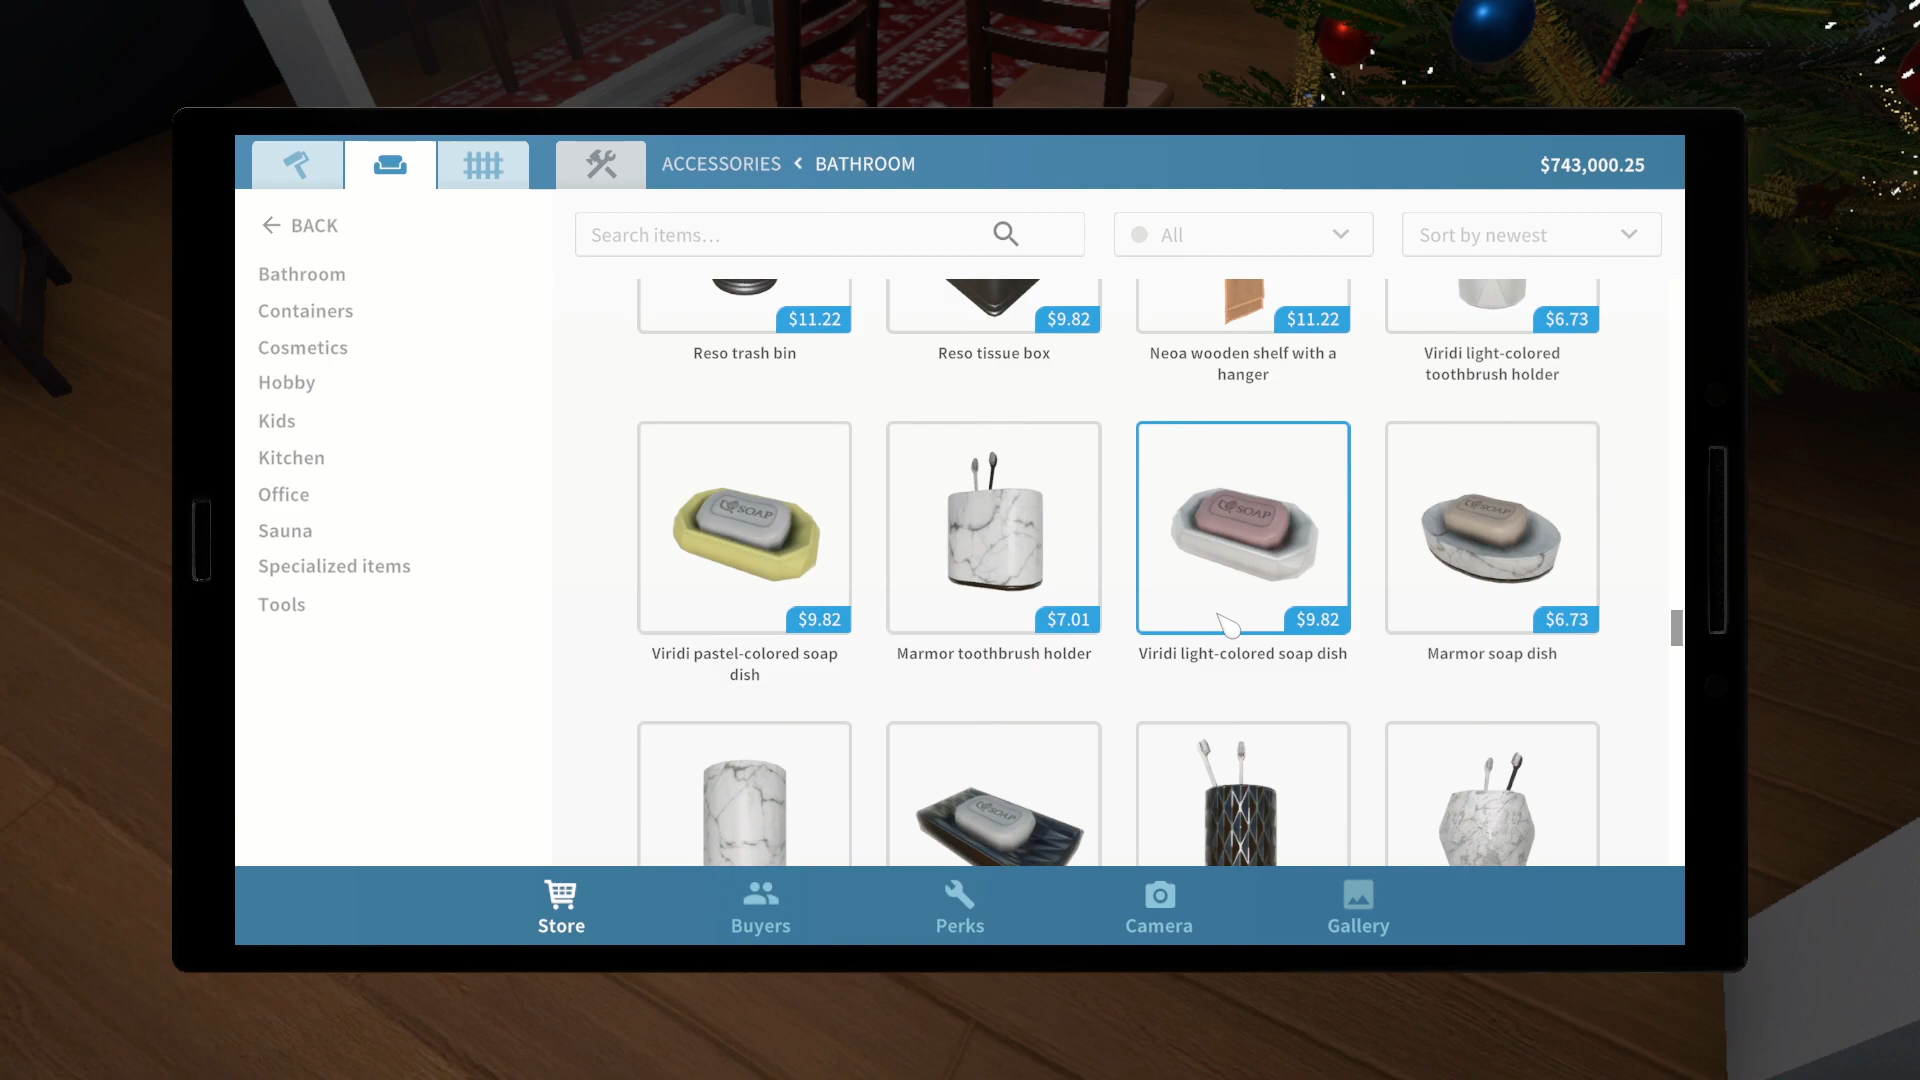 ACCESSORIES < BATHROOM
$743,000.25
BACK
Search items...
All
Sort by newest
Bathroom
Containers
Cosmetics
Hobby
Kids
Kitchen
Office
Sauna
Specialized items
Tools
$11.22
$9.82
$11.22
$6.73
Reso trash bin
Reso tissue box
Neoa wooden shelf with a
hanger
Viridi light-colored
toothbrush holder
SOAP
SOAP
SOAP
$9.82
$7.01
$9.82
$6.73
Viridi pastel-colored soap
dish
Marmor toothbrush holder
Viridi light-colored soap dish
Marmor soap dish
SOAP
Store
Buyers
Perks
Camera
Gallery